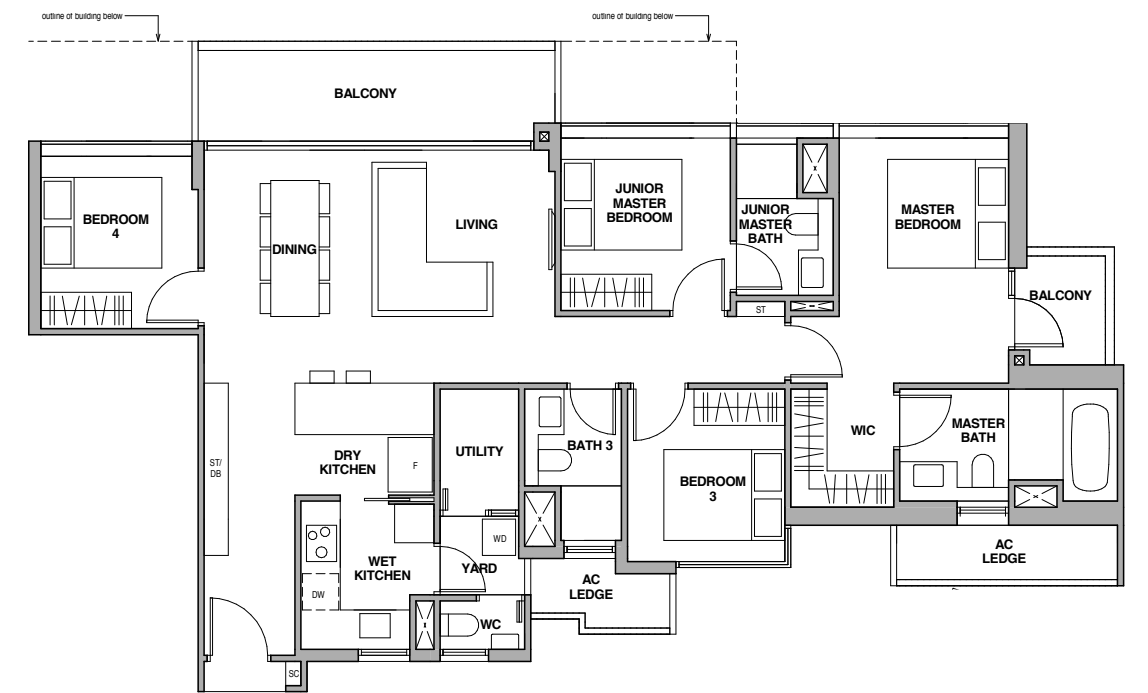 outline of building below
outline of building below
BALCONY
BEDROOM
4
DINING
LIVING
JUNIOR
MASTER
BEDROOM
JUNIOR
MASTER
BATH
MASTER
BEDROOM
BALCONY
ST
ST/
DB
DRY
KITCHEN
F
UTILITY
BATH 3
BEDROOM
3
WIC
MASTER
BATH
WET
KITCHEN
DW
WD
YARD
WC
AC
LEDGE
AC
LEDGE
SC